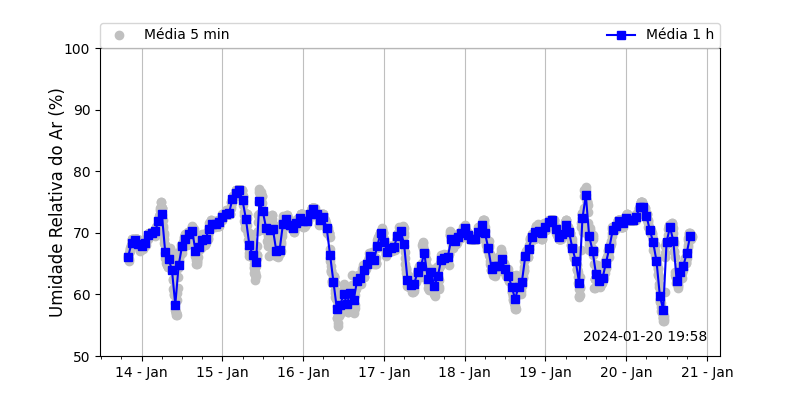 Média 5 min
Média 1 h
Umidade Relativa do Ar (%)
100
90
80
70
60
50
2024-01-20 19:58
14 - Jan
15 - Jan
16 - Jan
17 - Jan
18 - Jan
19 - Jan
20 - Jan
21 - Jan